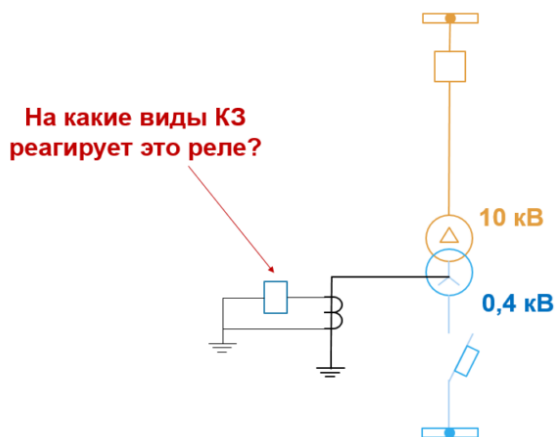 На какие виды КЗ
реагирует это реле?
10 кВ
0,4 кВ